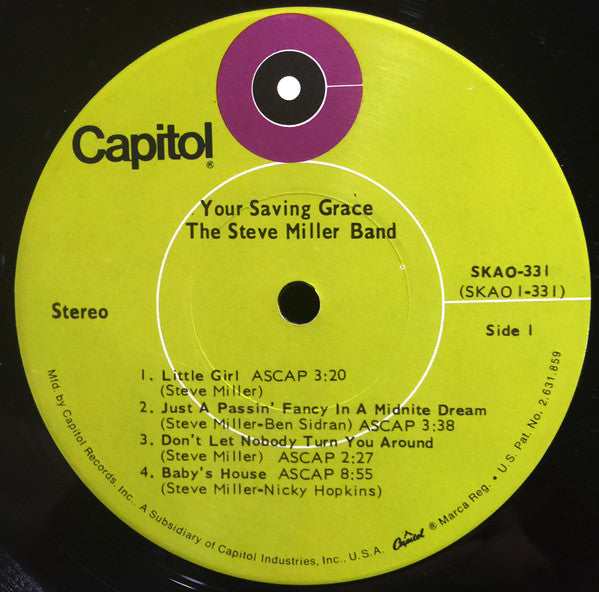 Capitol®
Your Saving Grace
The Steve Miller Band
SKAO-331
(SKAO 1-331)
Stereo
Side 1
1. Little Girl ASCAP 3:20
(Steve Miller)
2. Just A Passin' Fancy In A Midnite Dream
(Steve Miller-Ben Sidran) ASCAP 3:38
3. Don't Let Nobody Turn You Around
(Steve Miller) ASCAP 2:27
4. Baby's House ASCAP 8:55
(Steve Miller-Nicky Hopkins)
Mfd. by Capitol Records, Inc., A Subsidiary of Capitol Industries, Inc., U.S.A. Capitol ® Marca Reg. • U.S. Pat. No. 2,631,859